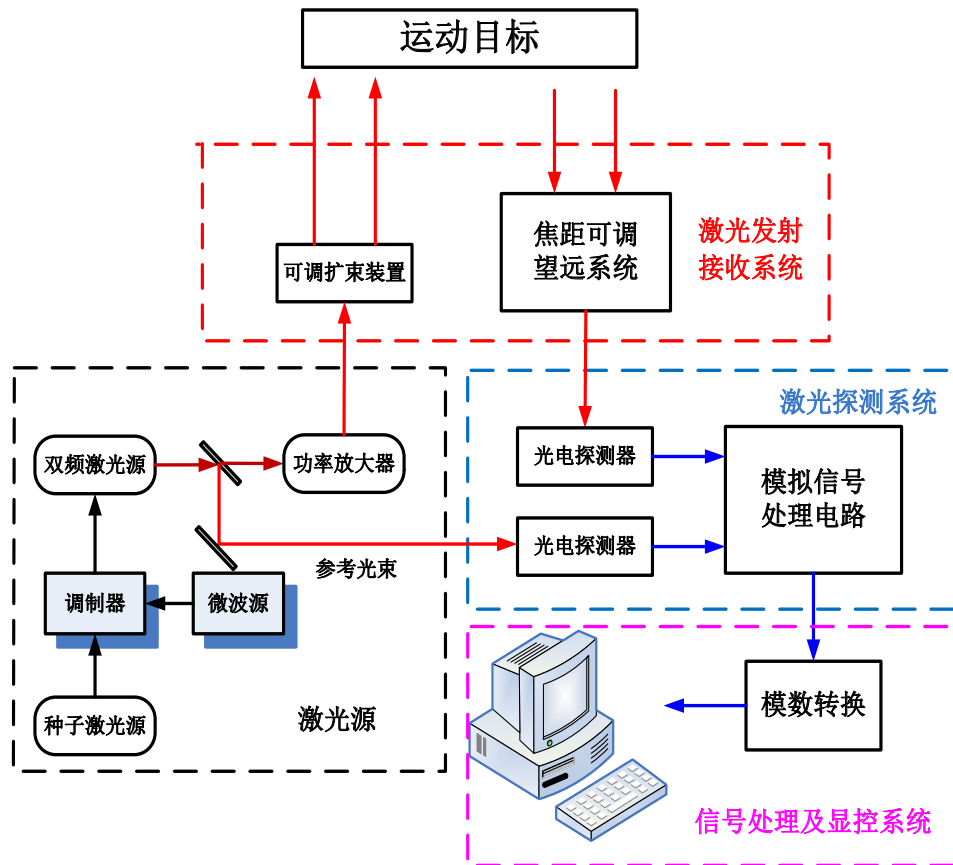 运动目标
焦距可调
望远系统
激光发射
接收系统
可调扩束装置
激光探测系统
双频激光源
功率放大器
光电探测器
模拟信号
处理电路
光电探测器
参考光束
调制器
微波源
种子激光源
激光源
模数转换
信号处理及显控系统